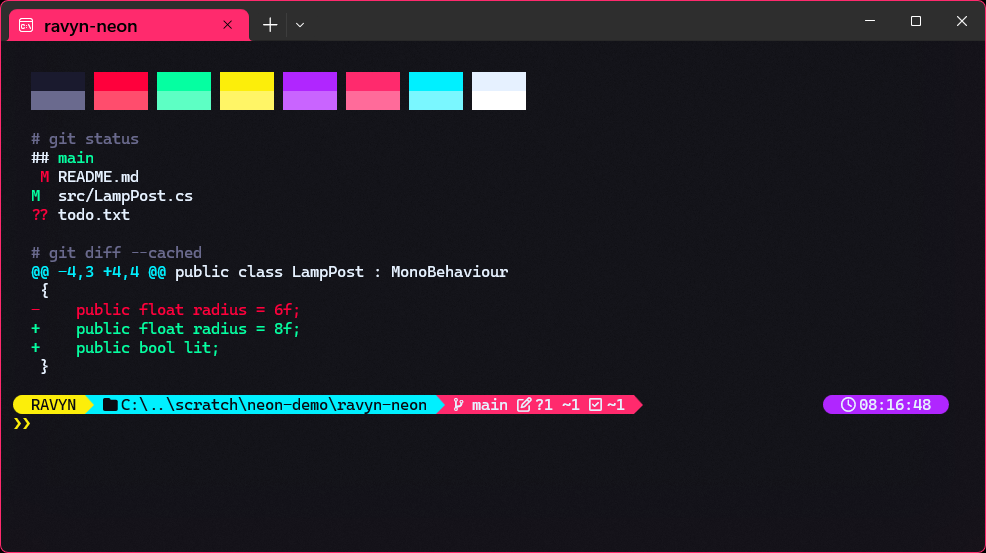 ravyn-neon
# git status
## main
 M README.md
M  src/LampPost.cs
?? todo.txt
# git diff --cached
@@ -4,3 +4,4 @@ public class LampPost : MonoBehaviour
 {
-    public float radius = 6f;
+    public float radius = 8f;
+    public bool lit;
 }
RAVYN C:\..\scratch\neon-demo\ravyn-neon main ?1 ~1 ~1 08:16:48
❯❯